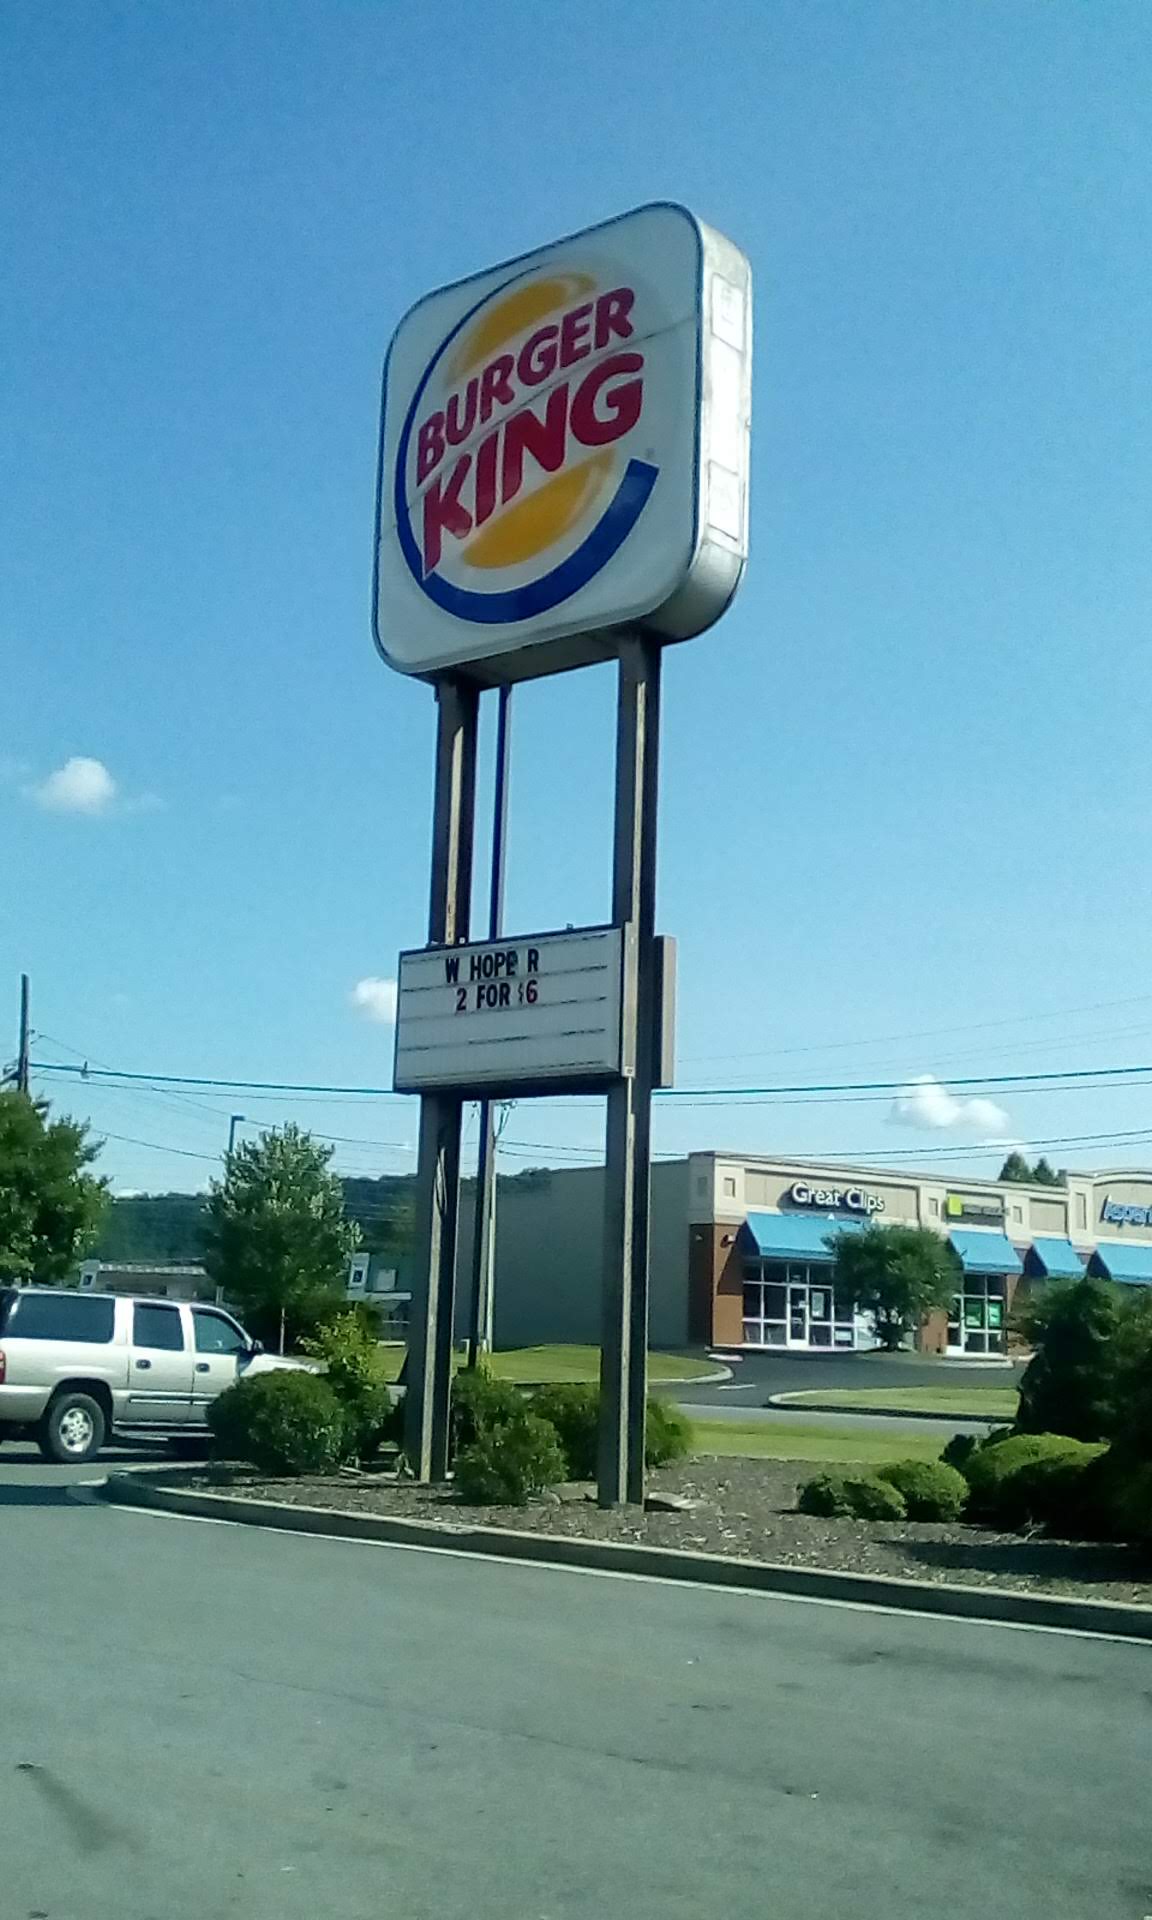 BURGER
KING
W HOPE R
2 FOR $6
Great Clips